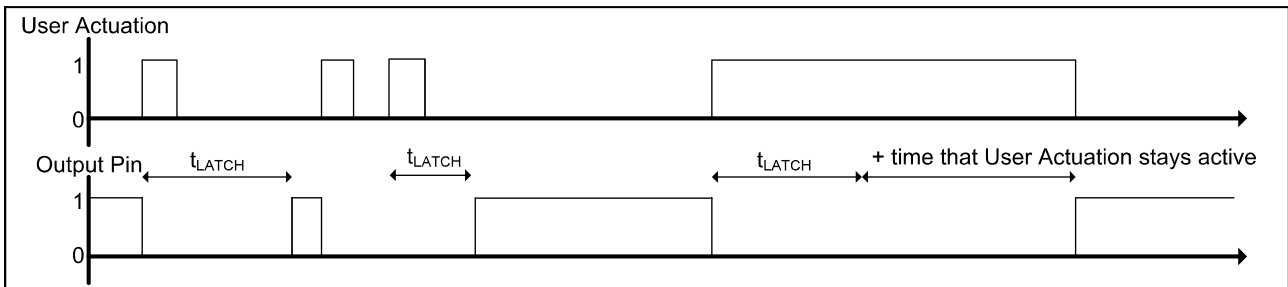 User Actuation
1
0
Output Pin
tLATCH
tLATCH
tLATCH
+ time that User Actuation stays active
1
0